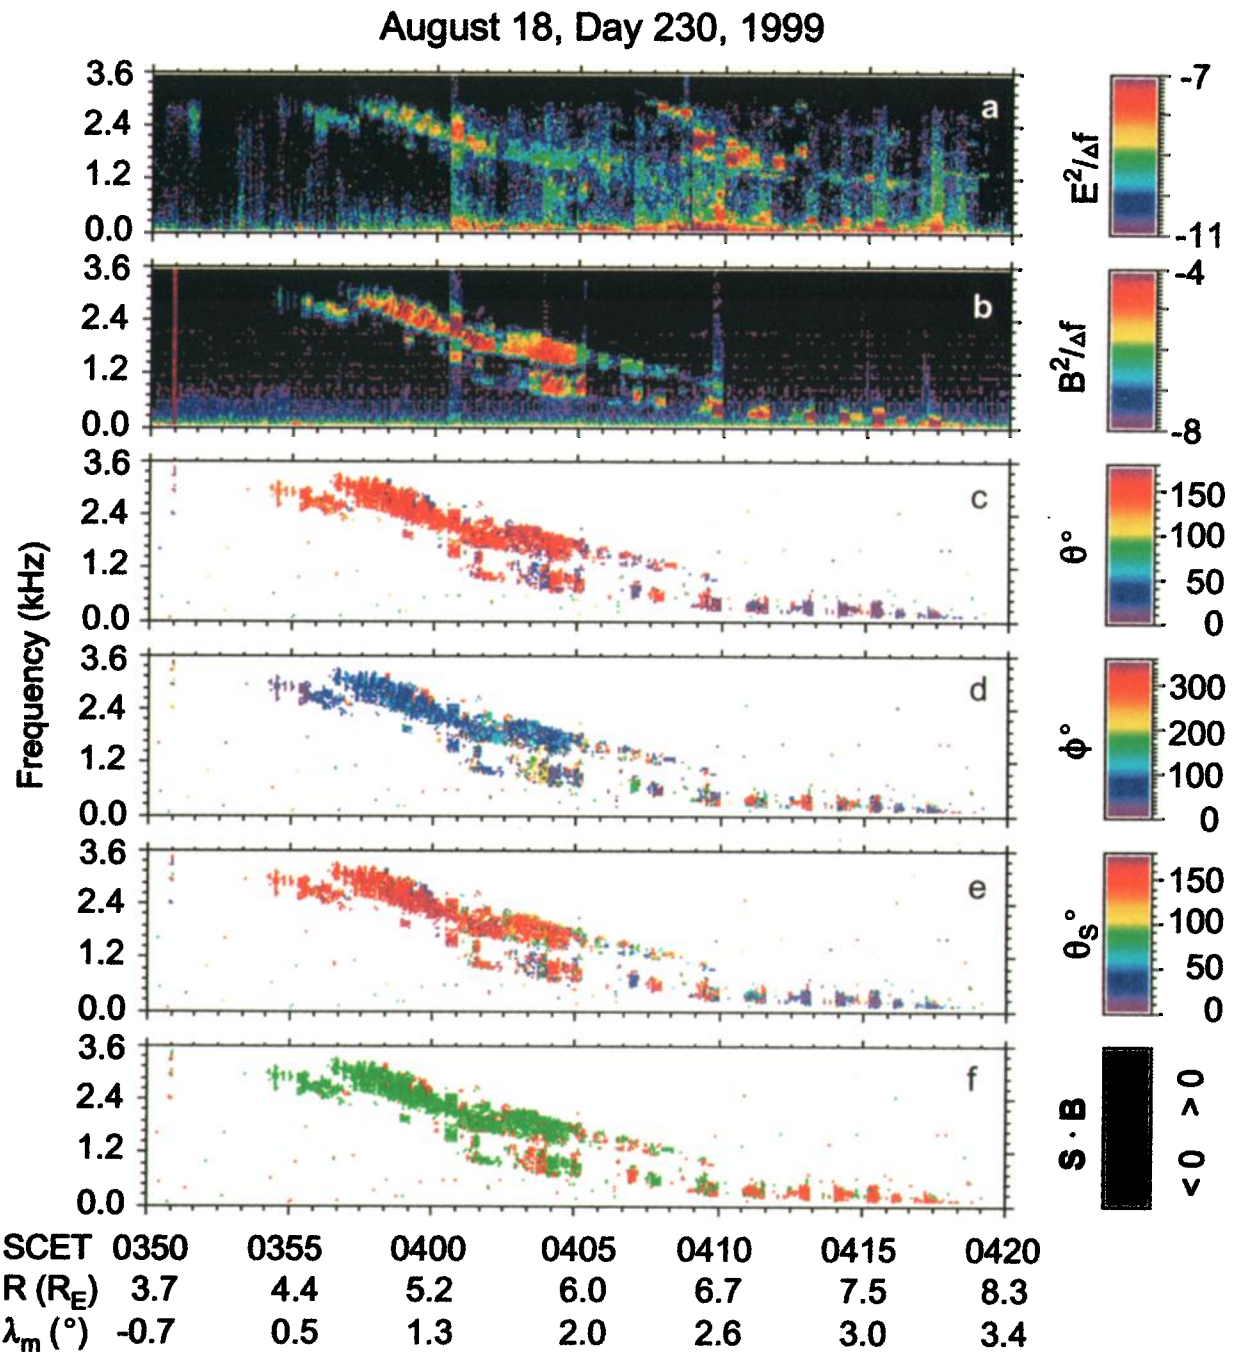 August 18, Day 230, 1999
3.6
2.4
1.2
0.0
a
E²/Δf
-7
-11
3.6
2.4
1.2
0.0
b
B²/Δf
-4
-8
Frequency (kHz)
3.6
2.4
1.2
0.0
c
θ°
150
100
50
0
3.6
2.4
1.2
0.0
d
ϕ°
300
200
100
0
3.6
2.4
1.2
0.0
e
θₛ°
150
100
50
0
3.6
2.4
1.2
0.0
f
S · B
> 0
< 0
SCET 0350 0355 0400 0405 0410 0415 0420
R (R_E) 3.7 4.4 5.2 6.0 6.7 7.5 8.3
λₘ (°) -0.7 0.5 1.3 2.0 2.6 3.0 3.4